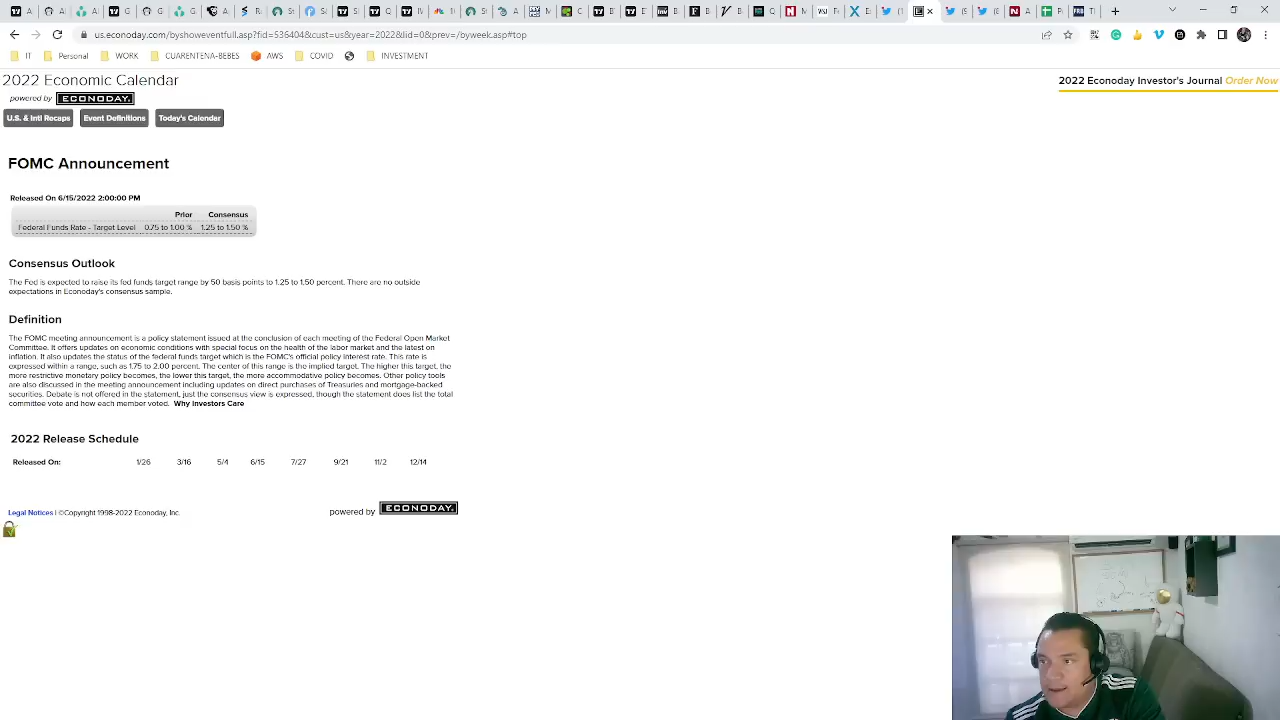 us.econoday.com/byshoweventfull.asp?fid=536404&cust=us&year=2022&lid=0&prev=/byweek.asp#top
IT Personal WORK CUARENTENA-BEBES AWS COVID INVESTMENT
2022 Economic Calendar
2022 Econoday Investor's Journal Order Now
powered by ECONODAY.
U.S. & Intl Recaps Event Definitions Today's Calendar
FOMC Announcement
Released On 6/15/2022 2:00:00 PM
Prior Consensus
Federal Funds Rate - Target Level 0.75 to 1.00 % 1.25 to 1.50 %
Consensus Outlook
The Fed is expected to raise its fed funds target range by 50 basis points to 1.25 to 1.50 percent. There are no outside
expectations in Econoday's consensus sample.
Definition
The FOMC meeting announcement is a policy statement issued at the conclusion of each meeting of the Federal Open Market
Committee. It offers updates on economic conditions with special focus on the health of the labor market and the latest on
inflation. It also updates the status of the federal funds target which is the FOMC's official policy interest rate. This rate is
expressed within a range, such as 1.75 to 2.00 percent. The center of this range is the implied target. The higher this target, the
more restrictive monetary policy becomes, the lower this target, the more accommodative policy becomes. Other policy tools
are also discussed in the meeting announcement including updates on direct purchases of Treasuries and mortgage-backed
securities. Debate is not offered in the statement, just the consensus view is expressed, though the statement does list the total
committee vote and how each member voted. Why Investors Care
2022 Release Schedule
Released On: 1/26 3/16 5/4 6/15 7/27 9/21 11/2 12/14
Legal Notices | ©Copyright 1998-2022 Econoday, Inc.
powered by ECONODAY.